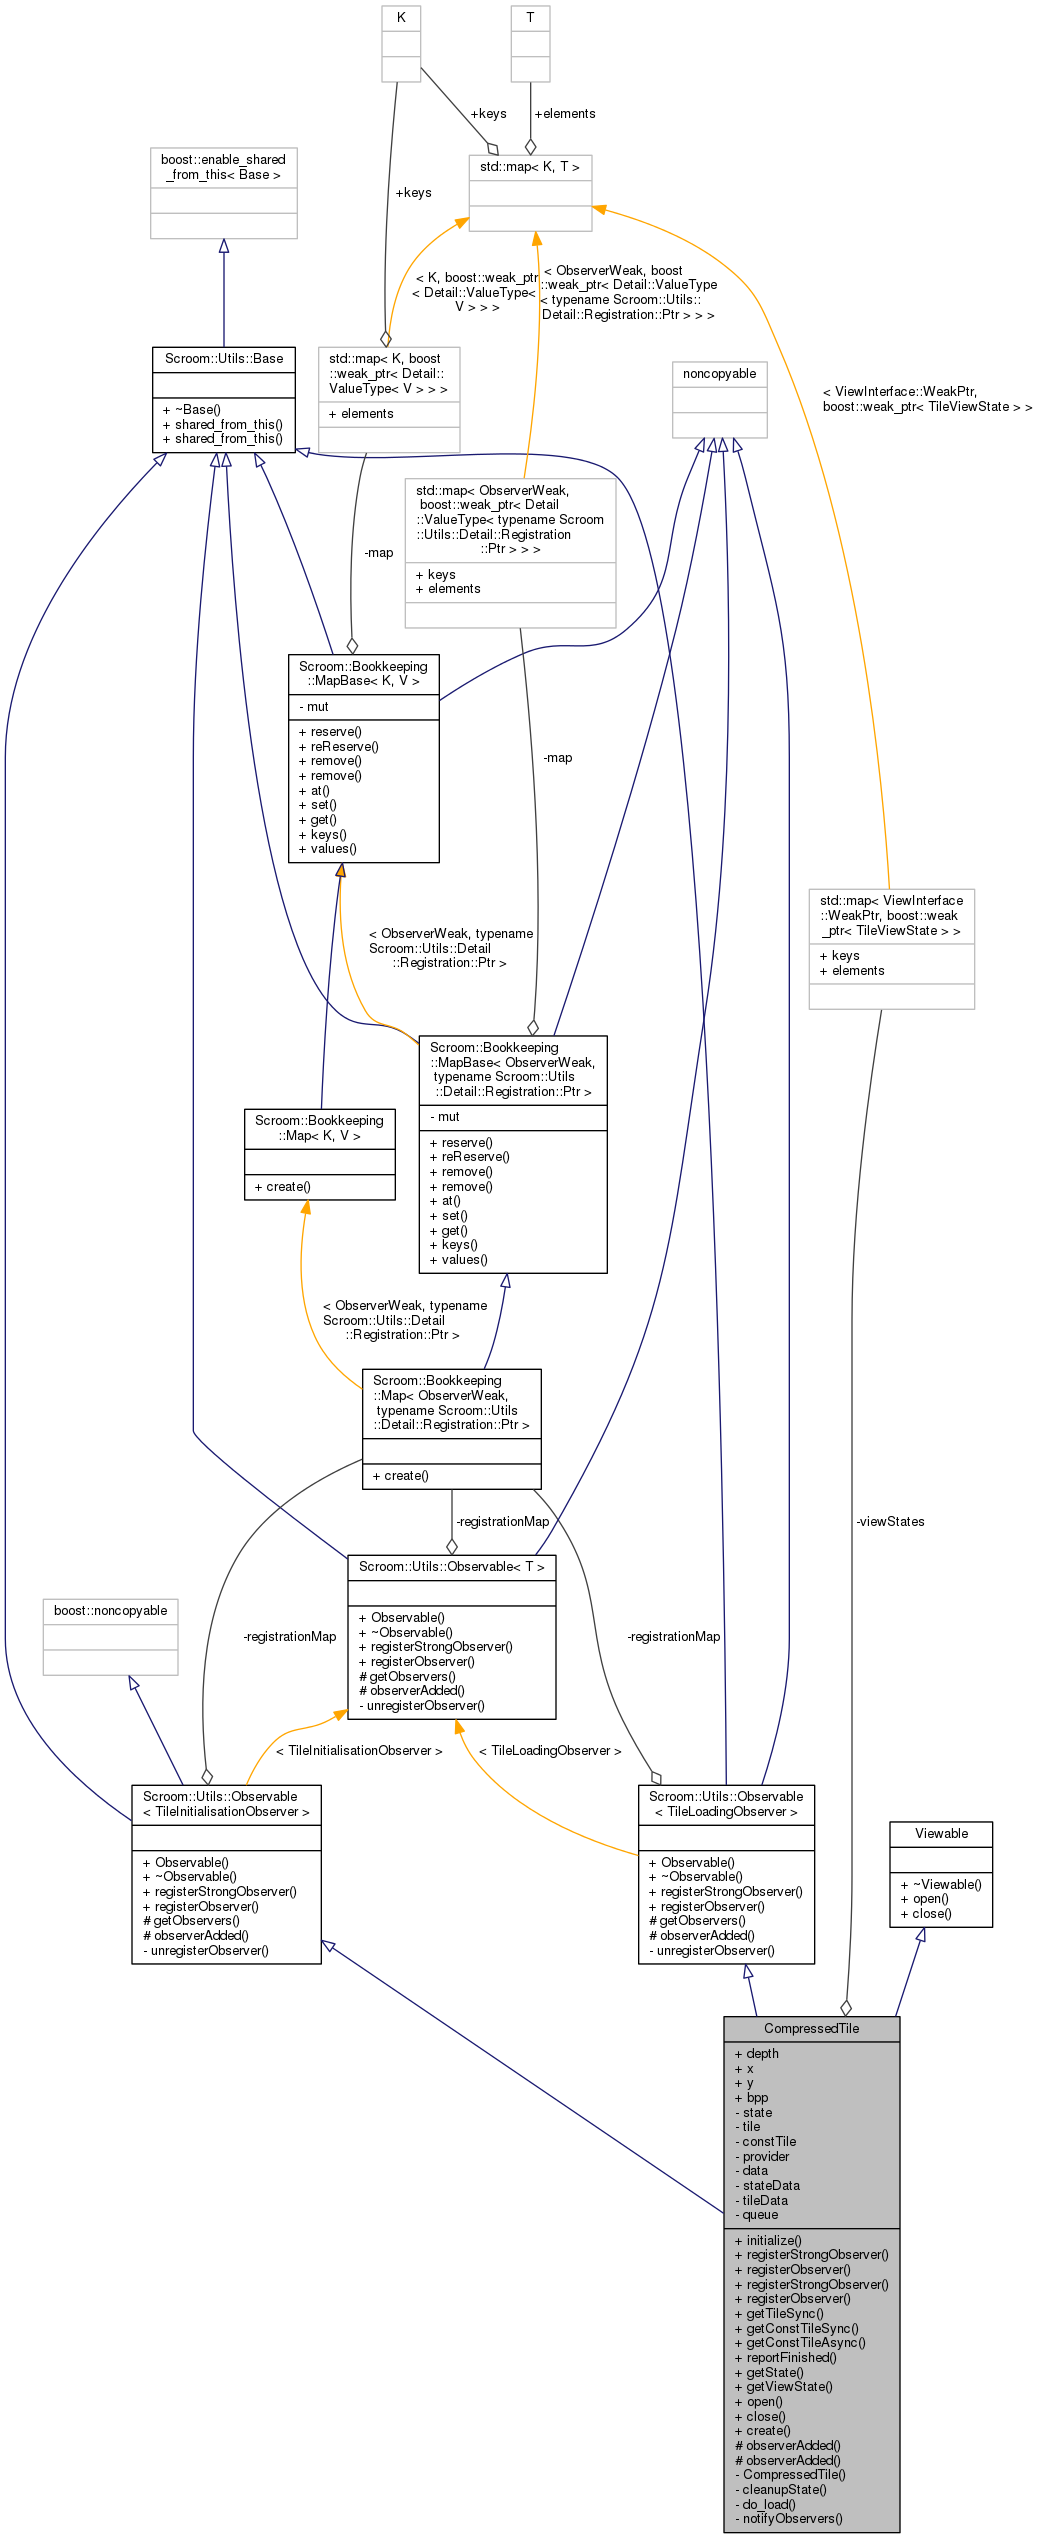 K
T
+keys
+elements
boost::enable_shared
_from_this< Base >
std::map< K, T >
+keys
< K, boost::weak_ptr
< Detail::ValueType<
V > > >
< ObserverWeak, boost
::weak_ptr< Detail::ValueType
< typename Scroom::Utils::
Detail::Registration::Ptr > > >
Scroom::Utils::Base
+ ~Base()
+ shared_from_this()
+ shared_from_this()
std::map< K, boost
::weak_ptr< Detail::
ValueType< V > > >
+ elements
noncopyable
< ViewInterface::WeakPtr,
boost::weak_ptr< TileViewState > >
std::map< ObserverWeak,
boost::weak_ptr< Detail
::ValueType< typename Scroom
::Utils::Detail::Registration
::Ptr > > >
+ keys
+ elements
-map
Scroom::Bookkeeping
::MapBase< K, V >
- mut
+ reserve()
+ reReserve()
+ remove()
+ remove()
+ at()
+ set()
+ get()
+ keys()
+ values()
-map
std::map< ViewInterface
::WeakPtr, boost::weak
_ptr< TileViewState > >
+ keys
+ elements
< ObserverWeak, typename
Scroom::Utils::Detail
::Registration::Ptr >
Scroom::Bookkeeping
::MapBase< ObserverWeak,
typename Scroom::Utils
::Detail::Registration::Ptr >
- mut
+ reserve()
+ reReserve()
+ remove()
+ remove()
+ at()
+ set()
+ get()
+ keys()
+ values()
Scroom::Bookkeeping
::Map< K, V >
+ create()
< ObserverWeak, typename
Scroom::Utils::Detail
::Registration::Ptr >
Scroom::Bookkeeping
::Map< ObserverWeak,
typename Scroom::Utils
::Detail::Registration::Ptr >
+ create()
-registrationMap
-viewStates
Scroom::Utils::Observable< T >
+ Observable()
+ ~Observable()
+ registerStrongObserver()
+ registerObserver()
# getObservers()
# observerAdded()
- unregisterObserver()
boost::noncopyable
-registrationMap
-registrationMap
< TileInitialisationObserver >
< TileLoadingObserver >
Scroom::Utils::Observable
< TileInitialisationObserver >
+ Observable()
+ ~Observable()
+ registerStrongObserver()
+ registerObserver()
# getObservers()
# observerAdded()
- unregisterObserver()
Scroom::Utils::Observable
< TileLoadingObserver >
+ Observable()
+ ~Observable()
+ registerStrongObserver()
+ registerObserver()
# getObservers()
# observerAdded()
- unregisterObserver()
Viewable
+ ~Viewable()
+ open()
+ close()
CompressedTile
+ depth
+ x
+ y
+ bpp
- state
- tile
- constTile
- provider
- data
- stateData
- tileData
- queue
+ initialize()
+ registerStrongObserver()
+ registerObserver()
+ registerStrongObserver()
+ registerObserver()
+ getTileSync()
+ getConstTileSync()
+ getConstTileAsync()
+ reportFinished()
+ getState()
+ getViewState()
+ open()
+ close()
+ create()
# observerAdded()
# observerAdded()
- CompressedTile()
- cleanupState()
- do_load()
- notifyObservers()